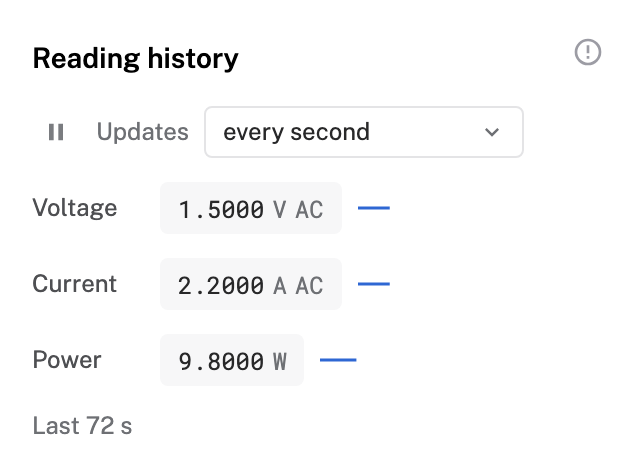 Reading history
Updates every second
Voltage 1.5000 V AC
Current 2.2000 A AC
Power 9.8000 W
Last 72 s